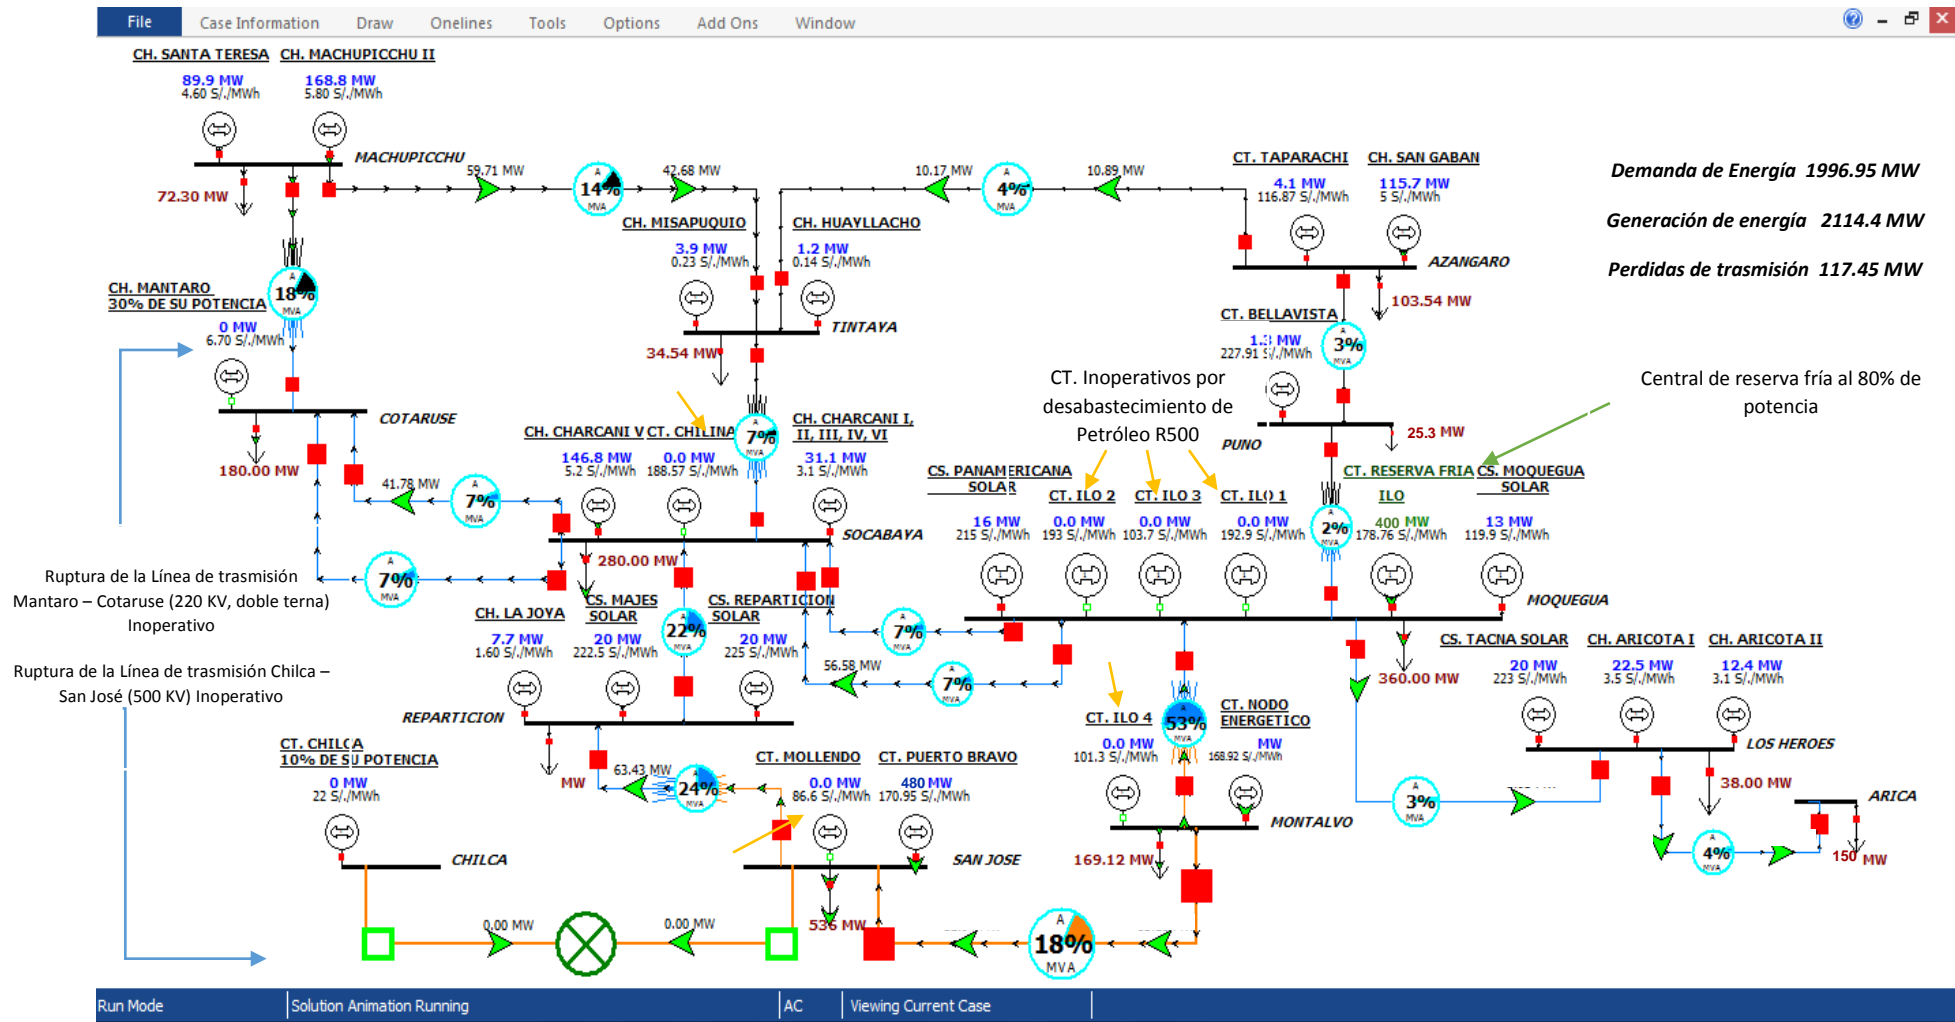 File Case Information Draw Onelines Tools Options Add Ons Window
CH. SANTA TERESA
89.9 MW
4.60 S/./MWh
CH. MACHUPICCHU II
168.8 MW
5.80 S/./MWh
MACHUPICCHU
72.30 MW
59.71 MW
A
14%
MVA
42.68 MW
10.17 MW
A
4%
MVA
10.89 MW
CT. TAPARACHI
4.1 MW
116.87 S/./MWh
CH. SAN GABAN
115.7 MW
5 S/./MWh
AZANGARO
103.54 MW
Demanda de Energía 1996.95 MW
Generación de energía 2114.4 MW
Perdidas de trasmisión 117.45 MW
CH. MISAPUQUIO
3.9 MW
0.23 S/./MWh
CH. HUAYLLACHO
1.2 MW
0.14 S/./MWh
TINTAYA
34.54 MW
CH. MANTARO
30% DE SU POTENCIA
0 MW
6.70 S/./MWh
A
18%
MVA
COTARUSE
180.00 MW
CT. BELLAVISTA
1.3 MW
227.91 S/./MWh
A
3%
MVA
PUNO
25.3 MW
Central de reserva fría al 80% de
potencia
CT. Inoperativos por
desabastecimiento de
Petróleo R500
CH. CHARCANI V
146.8 MW
5.2 S/./MWh
CT. CHILINA
0.0 MW
188.57 S/./MWh
A
7%
MVA
CH. CHARCANI I,
II, III, IV, VI
31.1 MW
3.1 S/./MWh
SOCABAYA
280.00 MW
41.78 MW
A
7%
MVA
A
7%
MVA
CS. PANAMERICANA
SOLAR
16 MW
215 S/./MWh
CT. ILO 2
0.0 MW
193 S/./MWh
CT. ILO 3
0.0 MW
103.7 S/./MWh
CT. ILO 1
0.0 MW
192.9 S/./MWh
A
2%
MVA
CT. RESERVA FRIA
ILO
400 MW
178.76 S/./MWh
CS. MOQUEGUA
SOLAR
13 MW
119.9 S/./MWh
MOQUEGUA
360.00 MW
Ruptura de la Línea de trasmisión
Mantaro – Cotaruse (220 KV, doble terna)
Inoperativo
Ruptura de la Línea de trasmisión Chilca –
San José (500 KV) Inoperativo
CH. LA JOYA
7.7 MW
1.60 S/./MWh
CS. MAJES
SOLAR
20 MW
222.5 S/./MWh
A
22%
MVA
CS. REPARTICION
SOLAR
20 MW
225 S/./MWh
REPARTICION
MW
A
7%
MVA
56.58 MW
A
7%
MVA
CS. TACNA SOLAR
20 MW
223 S/./MWh
CH. ARICOTA I
22.5 MW
3.5 S/./MWh
CH. ARICOTA II
12.4 MW
3.1 S/./MWh
LOS HEROES
38.00 MW
A
3%
MVA
A
4%
MVA
ARICA
150 MW
CT. ILO 4
0.0 MW
101.3 S/./MWh
A
53%
MVA
CT. NODO
ENERGETICO
MW
168.92 S/./MWh
MONTALVO
169.12 MW
CT. CHILCA
10% DE SU POTENCIA
0 MW
22 S/./MWh
CHILCA
63.43 MW
A
24%
MVA
CT. MOLLENDO
0.0 MW
86.6 S/./MWh
CT. PUERTO BRAVO
480 MW
170.95 S/./MWh
SAN JOSE
536 MW
0.00 MW
0.00 MW
A
18%
MVA
Run Mode Solution Animation Running AC Viewing Current Case